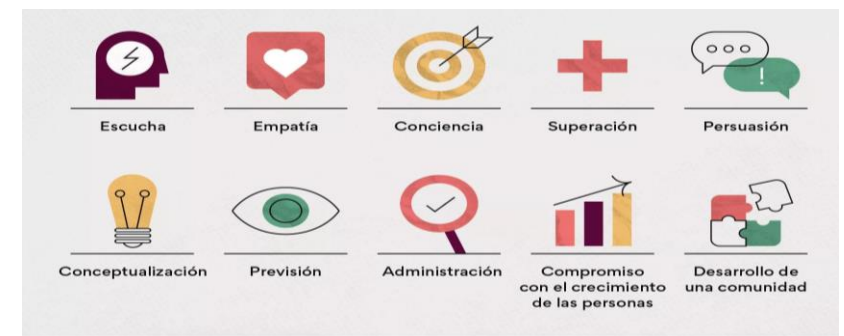 Escucha
Empatía
Conciencia
Superación
Persuasión
Conceptualización
Previsión
Administración
Compromiso
con el crecimiento
de las personas
Desarrollo de
una comunidad